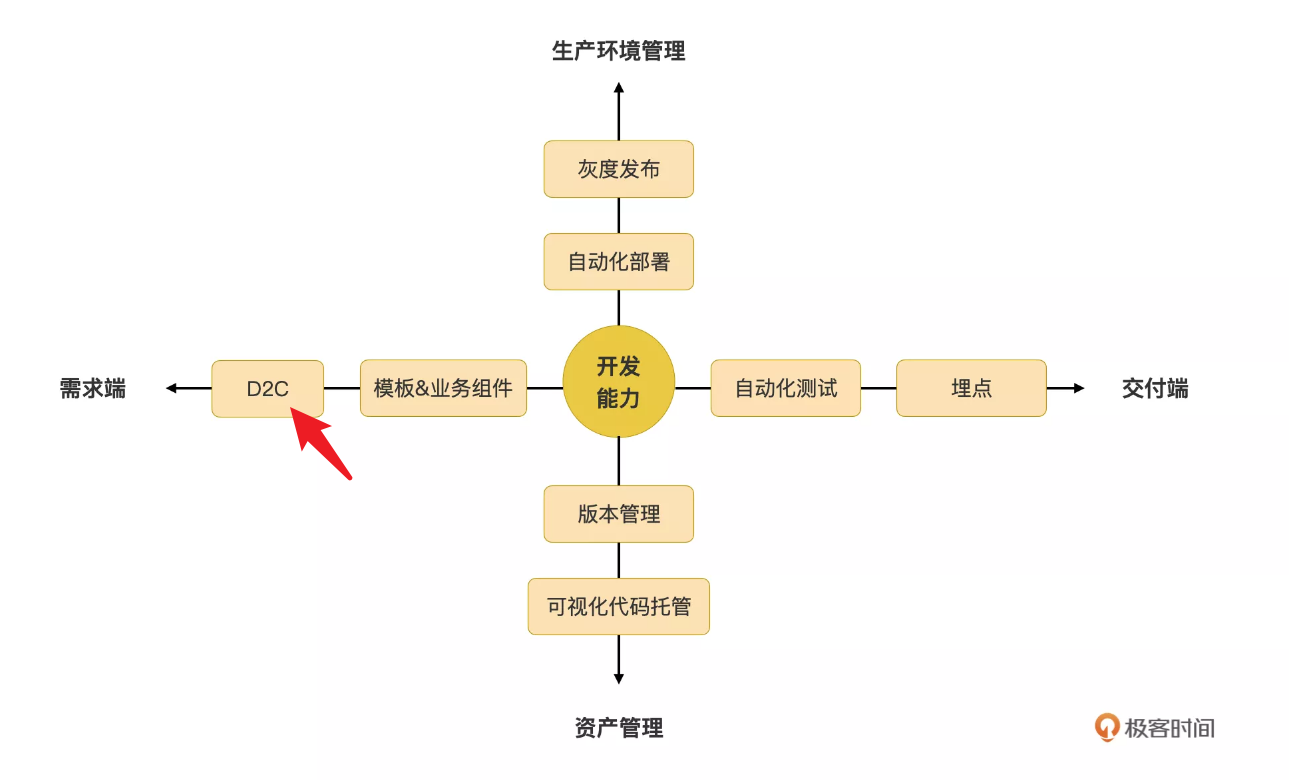 生产环境管理
灰度发布
自动化部署
需求端
D2C
模板&业务组件
开发
能力
自动化测试
埋点
交付端
版本管理
可视化代码托管
资产管理
极客时间